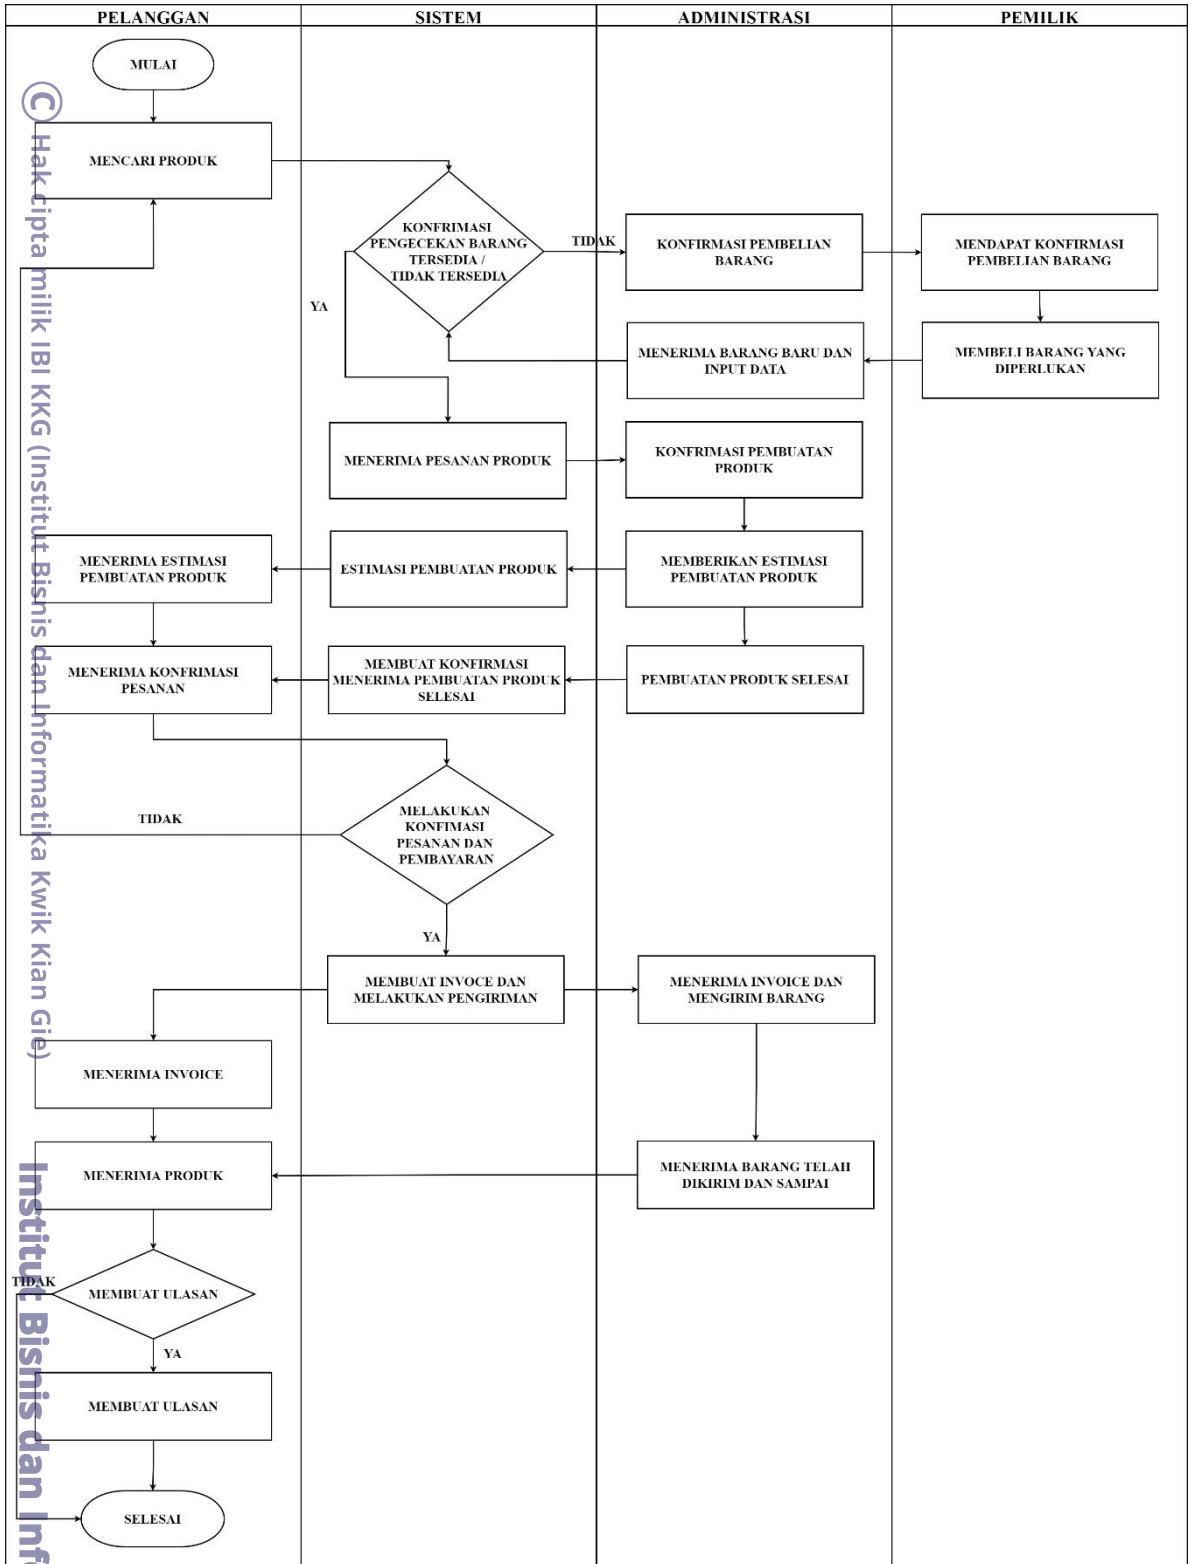 PELANGGAN
SISTEM
ADMINISTRASI
PEMILIK
MULAI
MENCARI PRODUK
KONFRIMASI
PENGECEKAN BARANG
TERSEDIA /
TIDAK TERSEDIA
TIDAK
KONFIRMASI PEMBELIAN
BARANG
MENDAPAT KONFIRMASI
PEMBELIAN BARANG
YA
MENERIMA BARANG BARU DAN
INPUT DATA
MEMBELI BARANG YANG
DIPERLUKAN
MENERIMA PESANAN PRODUK
KONFRIMASI PEMBUATAN
PRODUK
MENERIMA ESTIMASI
PEMBUATAN PRODUK
ESTIMASI PEMBUATAN PRODUK
MEMBERIKAN ESTIMASI
PEMBUATAN PRODUK
MENERIMA KONFRIMASI
PESANAN
MEMBUAT KONFIRMASI
MENERIMA PEMBUATAN PRODUK
SELESAI
PEMBUATAN PRODUK SELESAI
MELAKUKAN
KONFIMASI
PESANAN DAN
PEMBAYARAN
TIDAK
YA
MEMBUAT INVOCE DAN
MELAKUKAN PENGIRIMAN
MENERIMA INVOICE DAN
MENGIRIM BARANG
MENERIMA INVOICE
MENERIMA PRODUK
MENERIMA BARANG TELAH
DIKIRIM DAN SAMPAI
MEMBUAT ULASAN
TIDAK
YA
MEMBUAT ULASAN
SELESAI
© Hak cipta milik IBI KKG (Institut Bisnis dan Informatika Kwik Kian Gie)
Institut Bisnis dan Inf